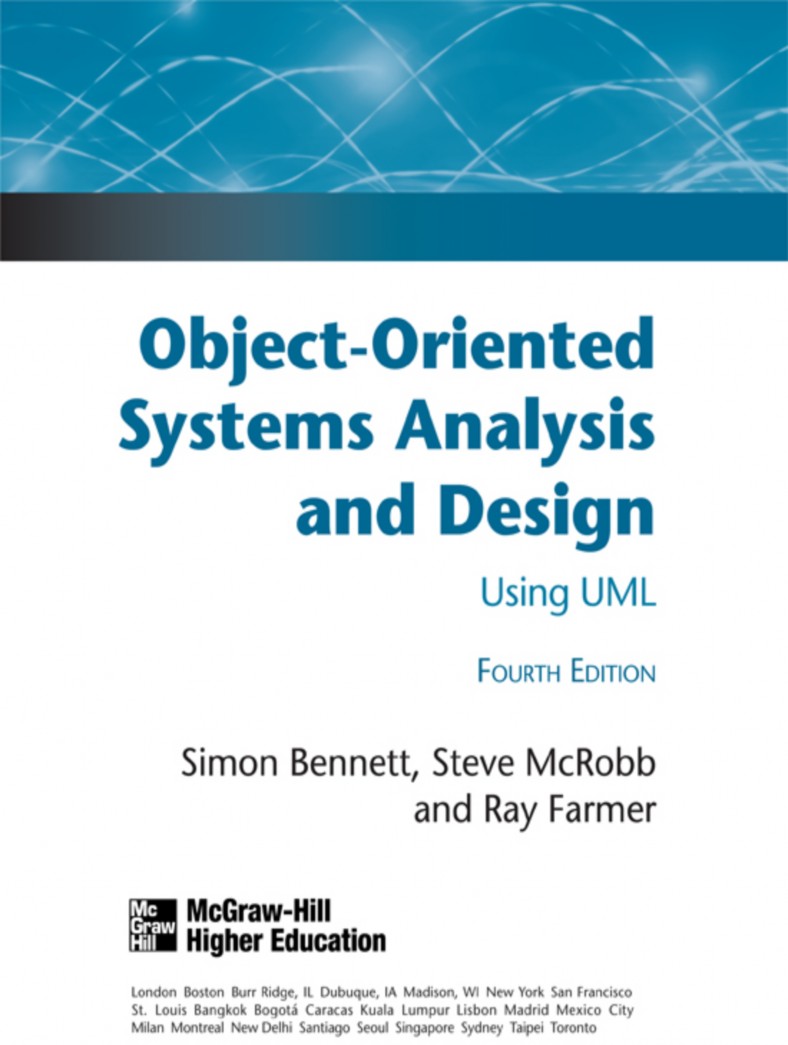 Object-Oriented
Systems Analysis
and Design
Using UML
FOURTH EDITION
Simon Bennett, Steve McRobb
and Ray Farmer
Mc
Graw
Hill
McGraw-Hill
Higher Education
London Boston Burr Ridge, IL Dubuque, IA Madison, WI New York San Francisco
St. Louis Bangkok Bogotá Caracas Kuala Lumpur Lisbon Madrid Mexico City
Milan Montreal New Delhi Santiago Seoul Singapore Sydney Taipei Toronto